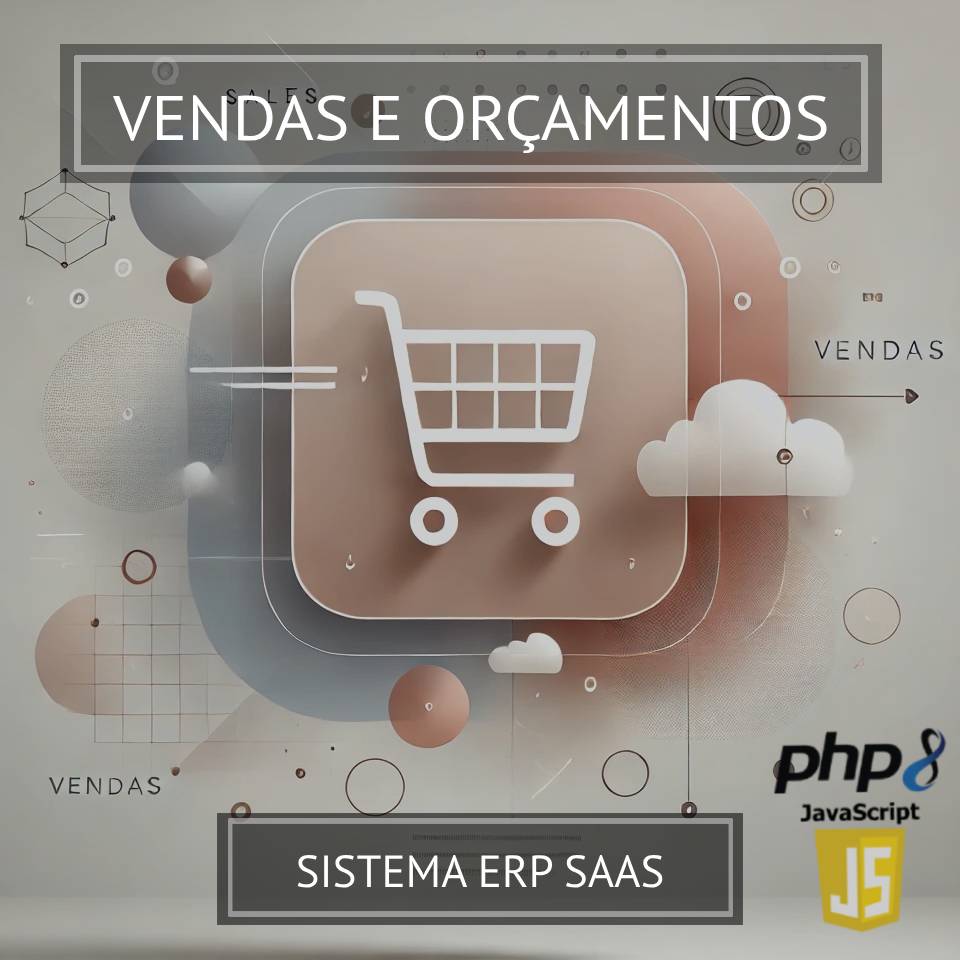 SALES
VENDAS E ORÇAMENTOS
VENDAS
VENDAS
php8
JavaScript
JS
SISTEMA ERP SAAS